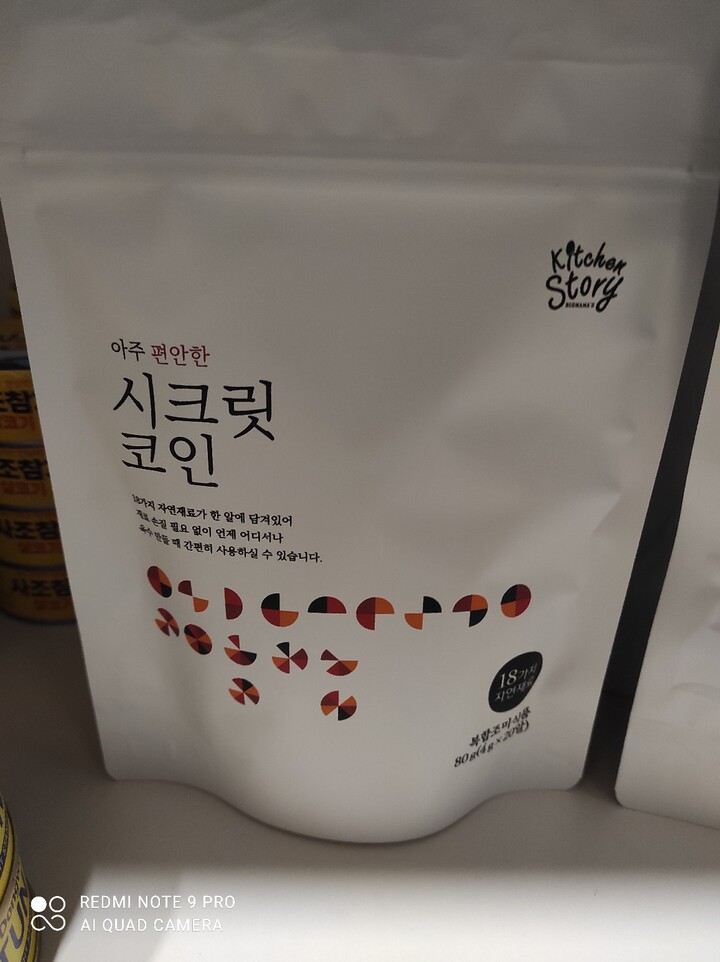 Kitchen
Story
아주 편안한
시크릿
코인
18가지 자연재료가 한 알에 담겨있어
재료 손질 필요 없이 언제 어디서나
육수 만들 때 간편히 사용하실 수 있습니다.
18가지
자연재료
복합조미식품
80g(4g×20알)
사조참
REDMI NOTE 9 PRO
AI QUAD CAMERA